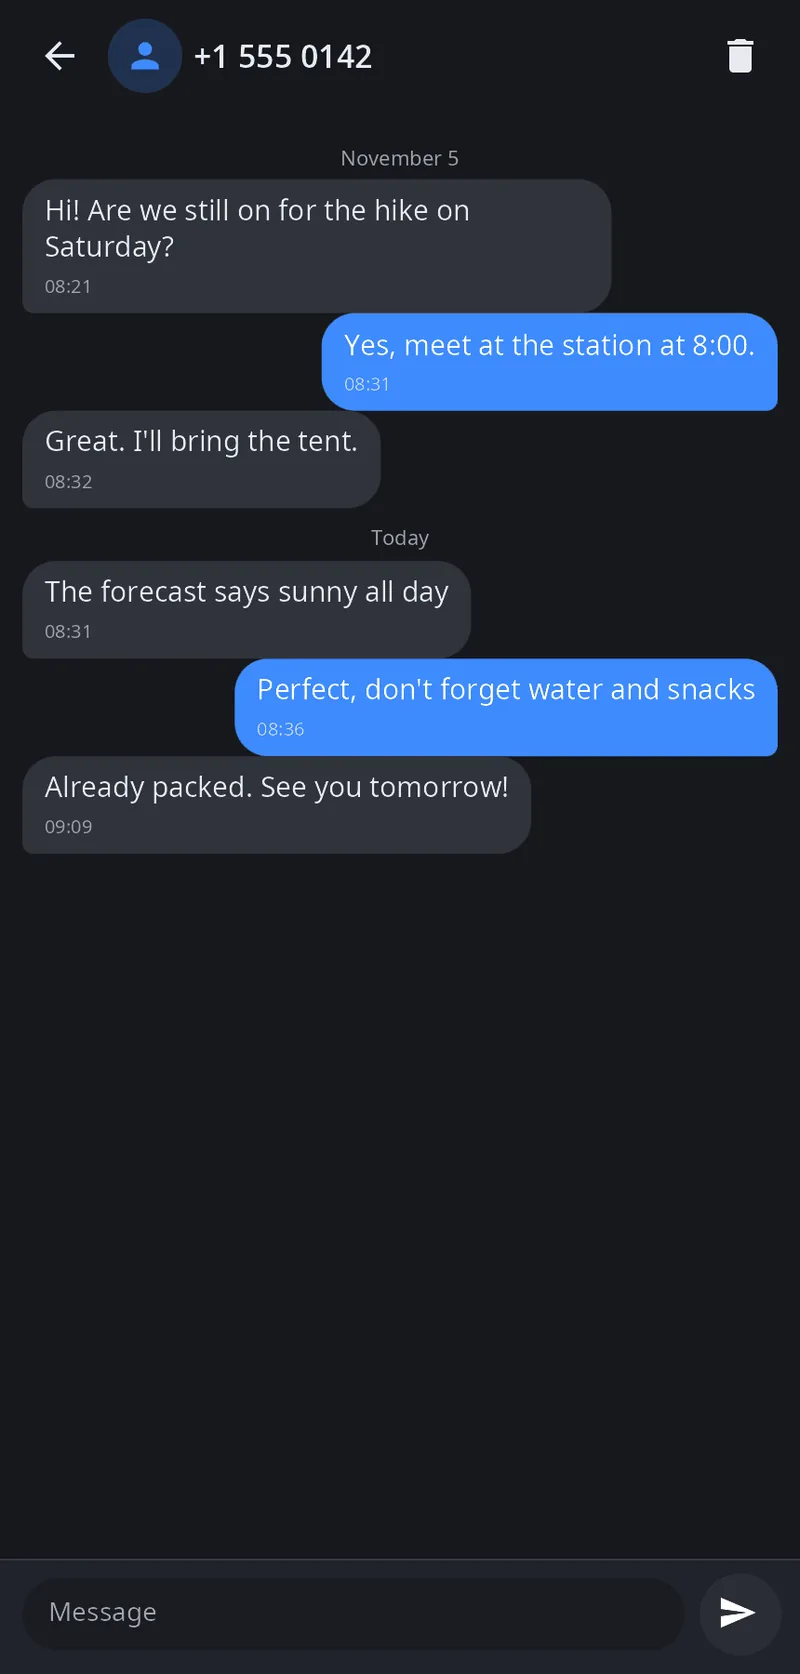 +1 555 0142
November 5
Hi! Are we still on for the hike on
Saturday?
08:21
Yes, meet at the station at 8:00.
08:31
Great. I'll bring the tent.
08:32
Today
The forecast says sunny all day
08:31
Perfect, don't forget water and snacks
08:36
Already packed. See you tomorrow!
09:09
Message